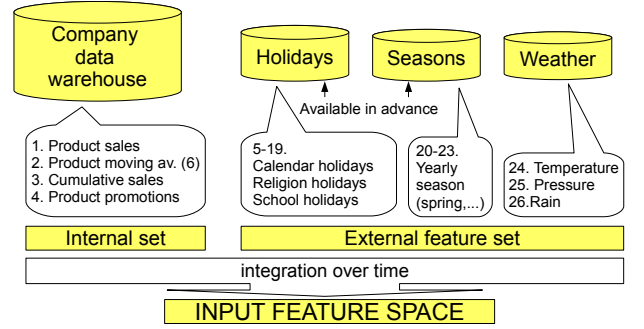 Company
data
warehouse
Holidays
Seasons
Weather
Available in advance
1. Product sales
2. Product moving av. (6)
3. Cumulative sales
4. Product promotions
5-19.
Calendar holidays
Religion holidays
School holidays
20-23.
Yearly
season
(spring,...)
24. Temperature
25. Pressure
26.Rain
Internal set
External feature set
integration over time
INPUT FEATURE SPACE